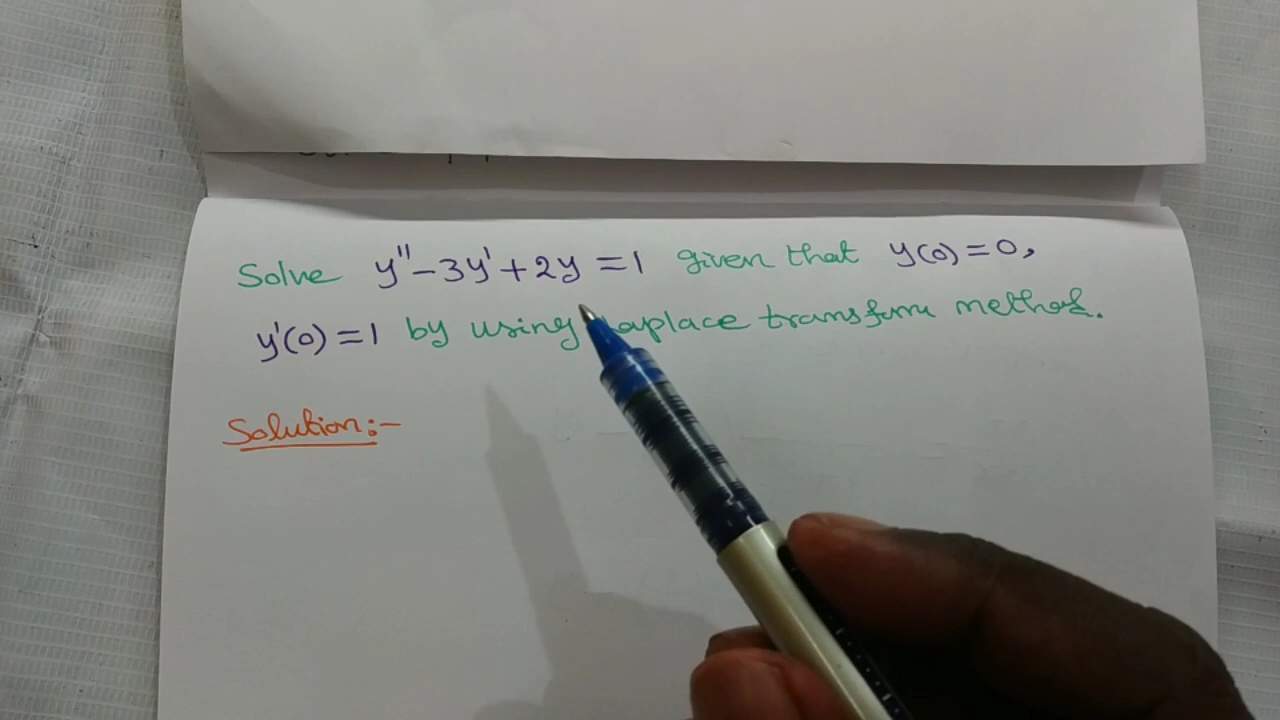 Solve y'' - 3y' + 2y = 1 given that y(0) = 0,
y'(0) = 1 by using transform method.
Solution:-